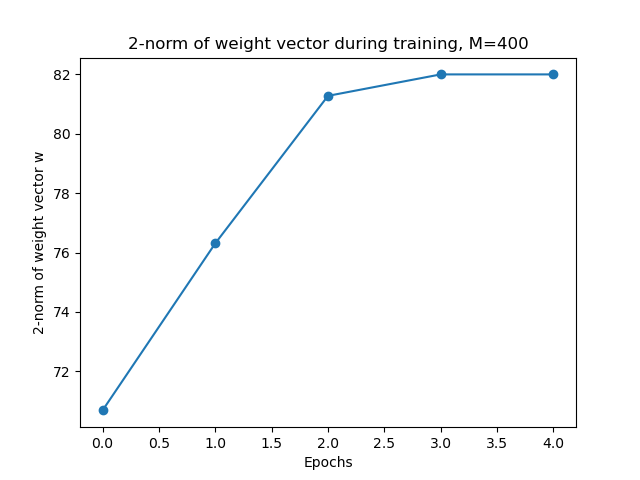 2-norm of weight vector during training, M=400
2-norm of weight vector w
82
80
78
76
74
72
0.0 0.5 1.0 1.5 2.0 2.5 3.0 3.5 4.0
Epochs